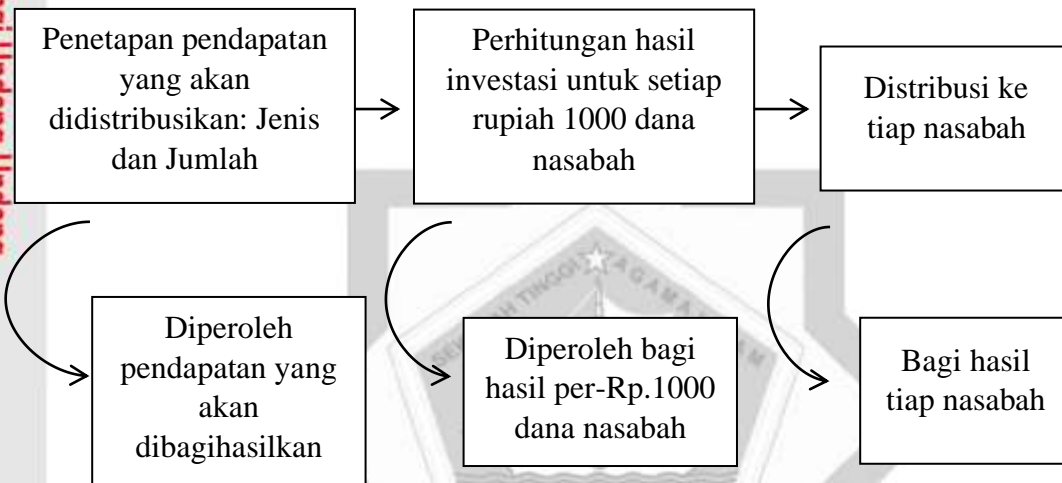 Penetapan pendapatan
yang akan
didistribusikan: Jenis
dan Jumlah
Perhitungan hasil
investasi untuk setiap
rupiah 1000 dana
nasabah
Distribusi ke
tiap nasabah
Diperoleh
pendapatan yang
akan
dibagihasilkan
Diperoleh bagi
hasil per-Rp.1000
dana nasabah
Bagi hasil
tiap nasabah